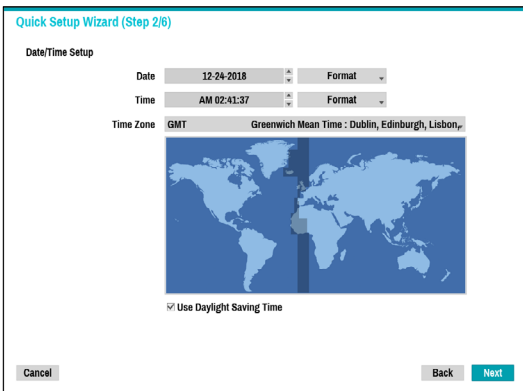 Quick Setup Wizard (Step 2/6)
Date/Time Setup
Date 12-24-2018 Format
Time AM 02:41:37 Format
Time Zone GMT Greenwich Mean Time : Dublin, Edinburgh, Lisbon,
Use Daylight Saving Time
Cancel Back Next